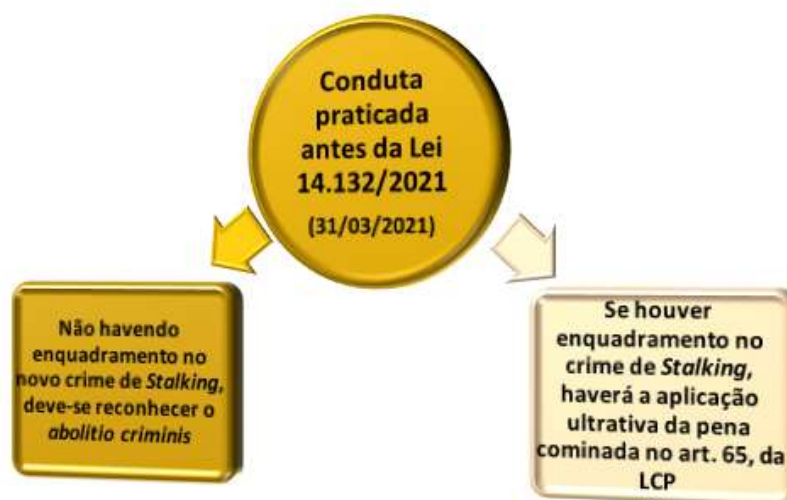 Conduta
praticada
antes da Lei
14.132/2021
(31/03/2021)
Não havendo
enquadramento no
novo crime de Stalking,
deve-se reconhecer o
abolitio criminis
Se houver
enquadramento no
crime de Stalking,
haverá a aplicação
ultrativa da pena
cominada no art. 65, da
LCP